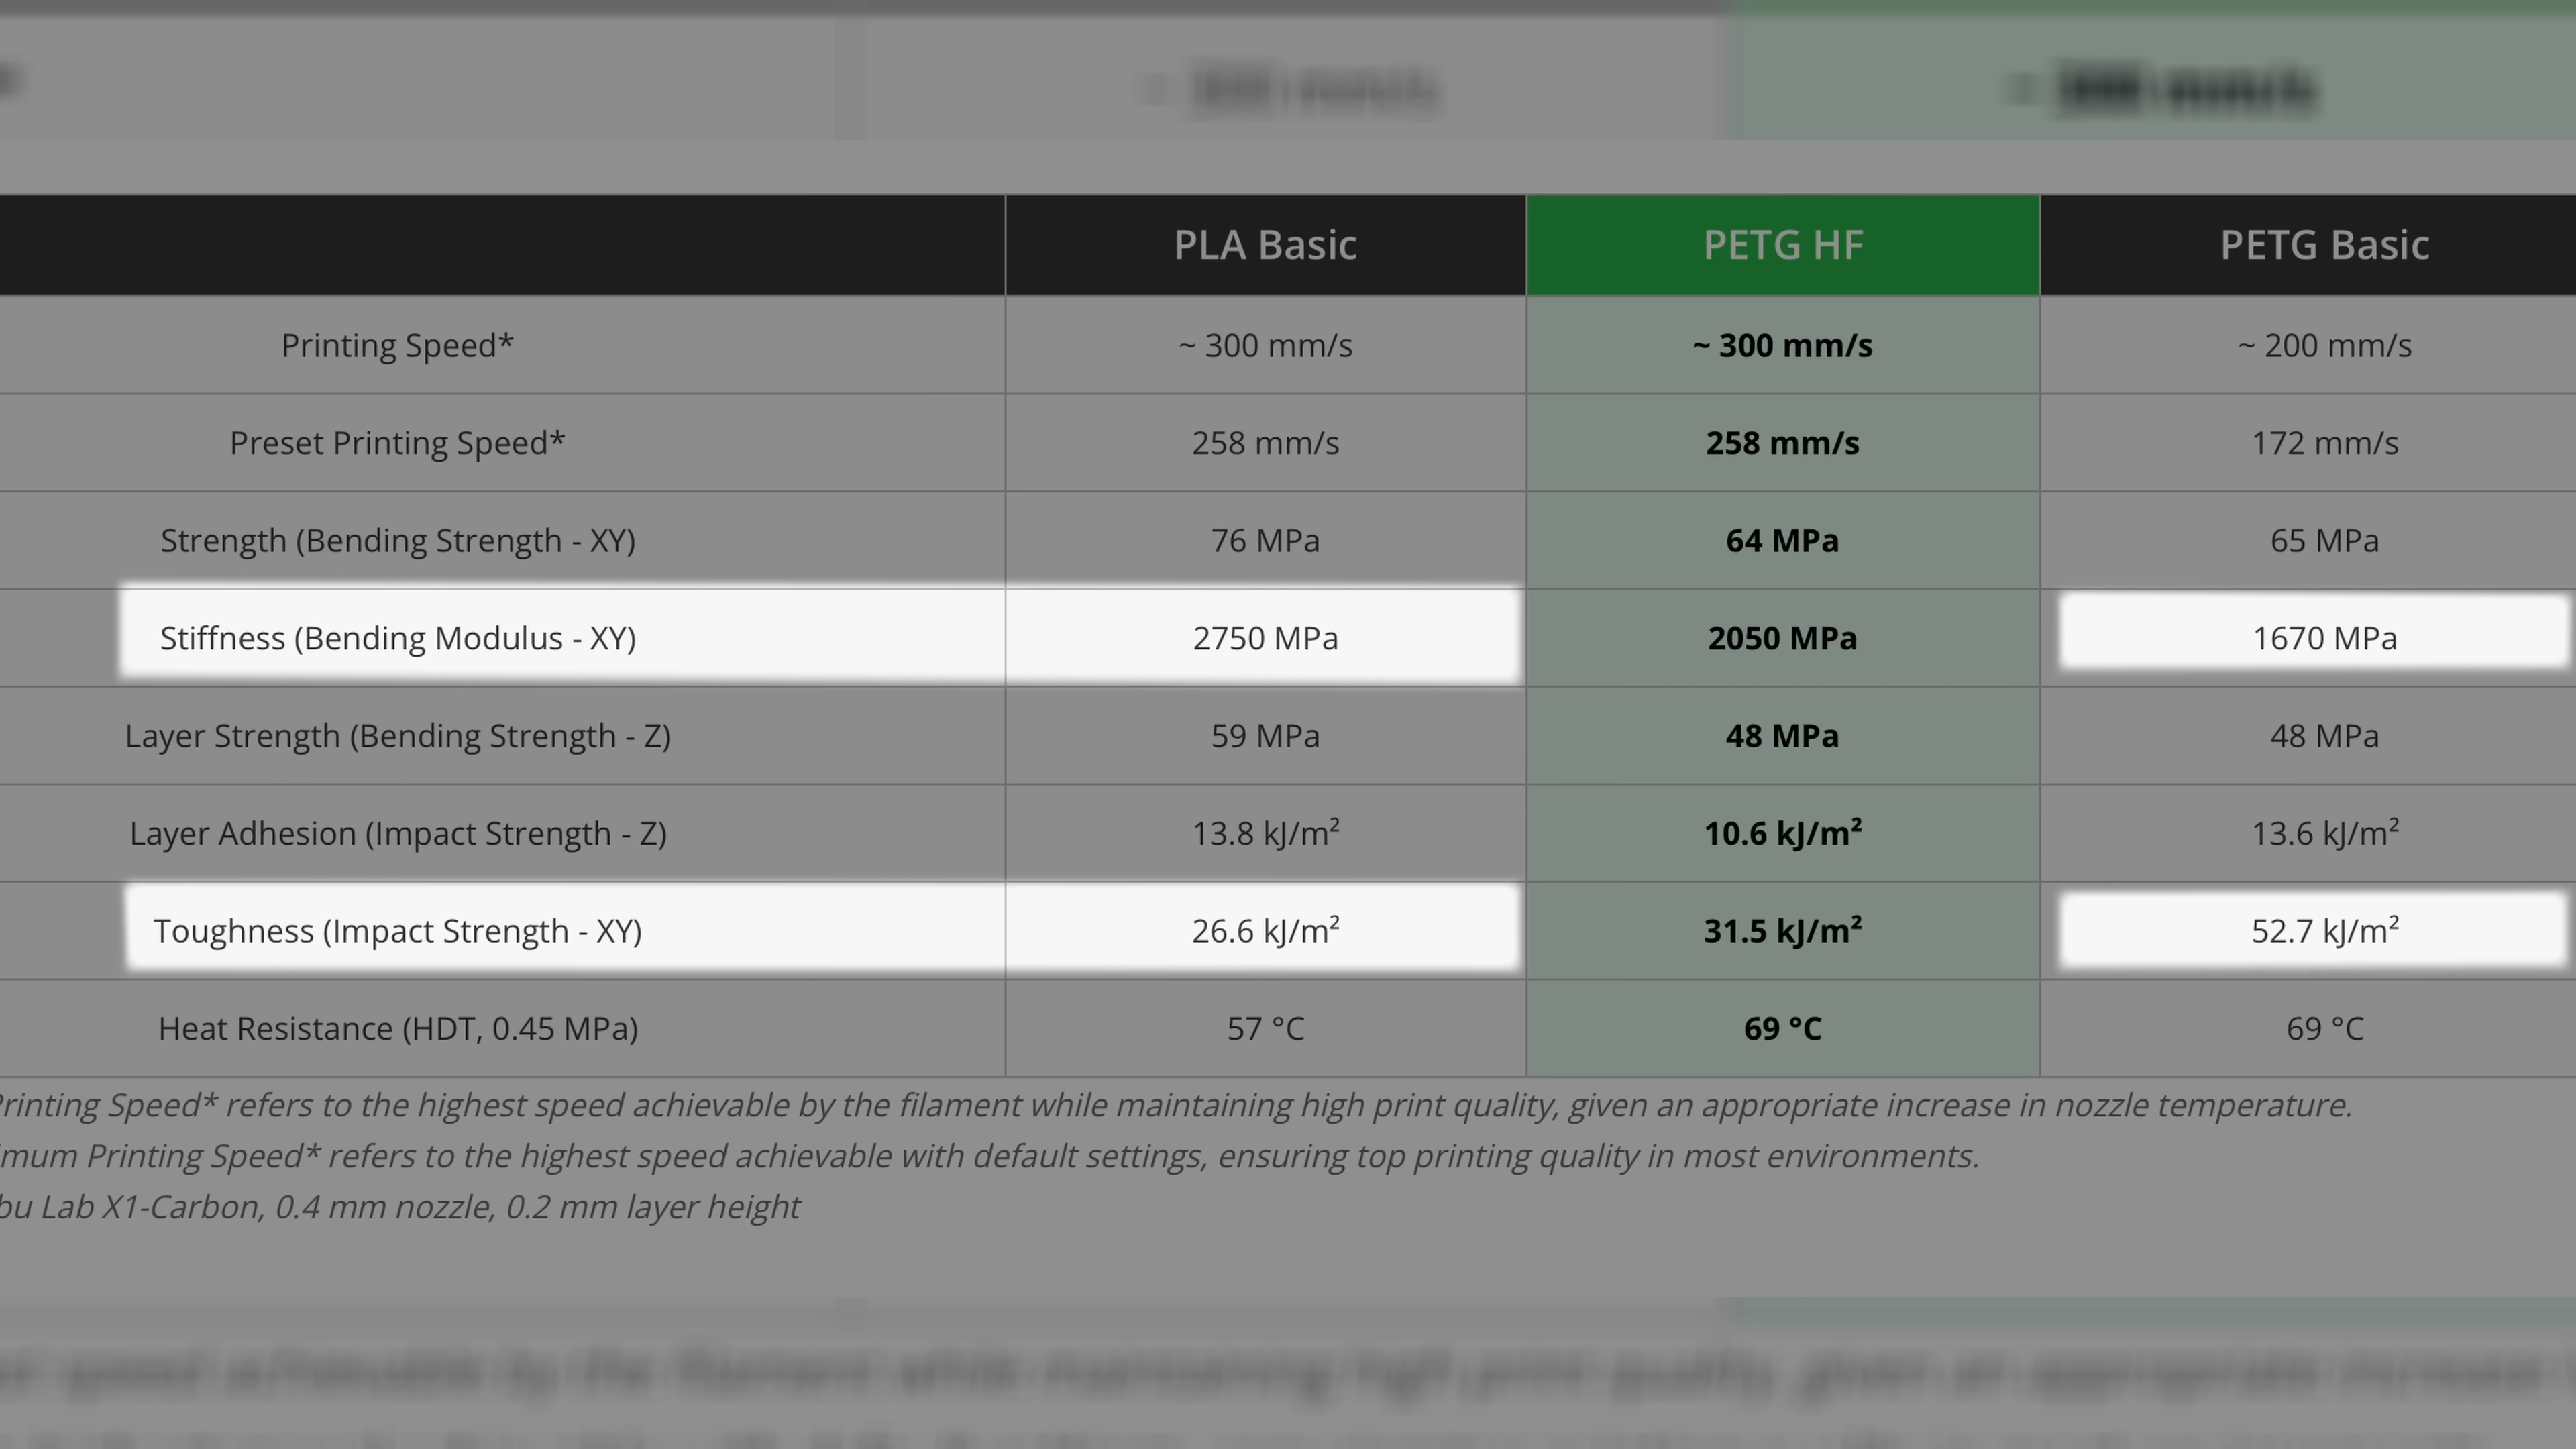 PLA Basic PETG HF PETG Basic
Printing Speed* ~ 300 mm/s ~ 300 mm/s ~ 200 mm/s
Preset Printing Speed* 258 mm/s 258 mm/s 172 mm/s
Strength (Bending Strength - XY) 76 MPa 64 MPa 65 MPa
Stiffness (Bending Modulus - XY) 2750 MPa 2050 MPa 1670 MPa
Layer Strength (Bending Strength - Z) 59 MPa 48 MPa 48 MPa
Layer Adhesion (Impact Strength - Z) 13.8 kJ/m² 10.6 kJ/m² 13.6 kJ/m²
Toughness (Impact Strength - XY) 26.6 kJ/m² 31.5 kJ/m² 52.7 kJ/m²
Heat Resistance (HDT, 0.45 MPa) 57 °C 69 °C 69 °C
Printing Speed* refers to the highest speed achievable by the filament while maintaining high print quality, given an appropriate increase in nozzle temperature.
mum Printing Speed* refers to the highest speed achievable with default settings, ensuring top printing quality in most environments.
bu Lab X1-Carbon, 0.4 mm nozzle, 0.2 mm layer height